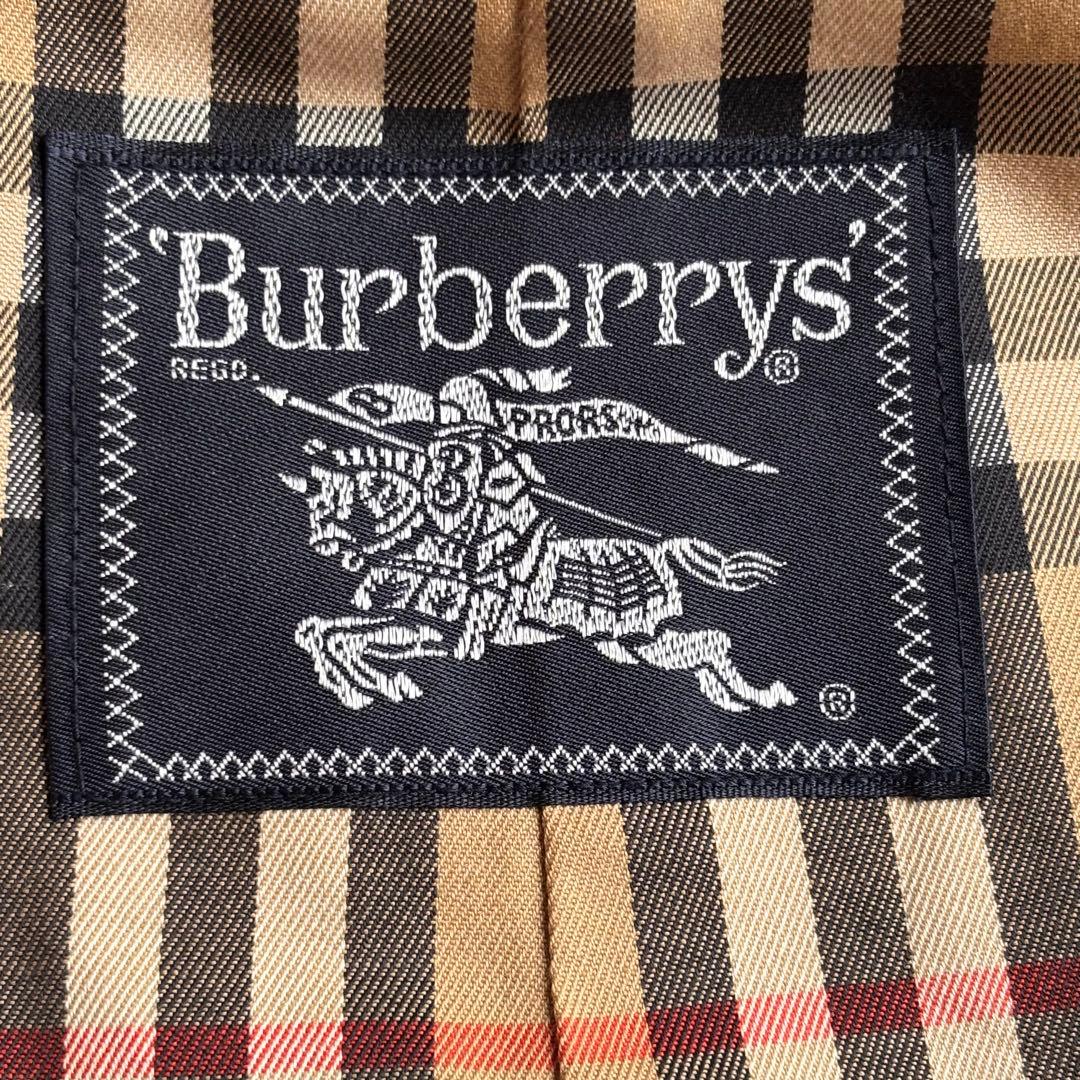 'Burberrys'®
REGD.
B
PRORSUM
B
®